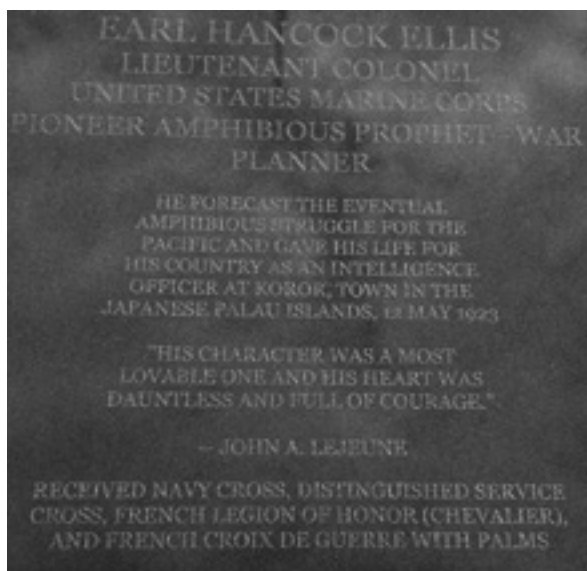 EARL HANCOCK ELLIS
LIEUTENANT COLONEL
UNITED STATES MARINE CORPS
PIONEER AMPHIBIOUS PROPHET – WAR
PLANNER
HE FORECAST THE EVENTUAL
AMPHIBIOUS STRUGGLE FOR THE
PACIFIC AND GAVE HIS LIFE FOR
HIS COUNTRY AS AN INTELLIGENCE
OFFICER AT KOROR, TOWN IN THE
JAPANESE PALAU ISLANDS, 12 MAY 1923
"HIS CHARACTER WAS A MOST
LOVABLE ONE AND HIS HEART WAS
DAUNTLESS AND FULL OF COURAGE."
– JOHN A. LEJEUNE
RECEIVED NAVY CROSS, DISTINGUISHED SERVICE
CROSS, FRENCH LEGION OF HONOR (CHEVALIER),
AND FRENCH CROIX DE GUERRE WITH PALMS